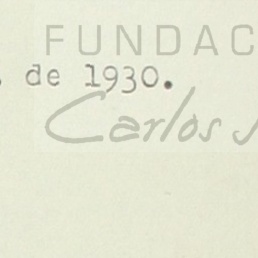 FUNDAC
. de 1930.
Carlos